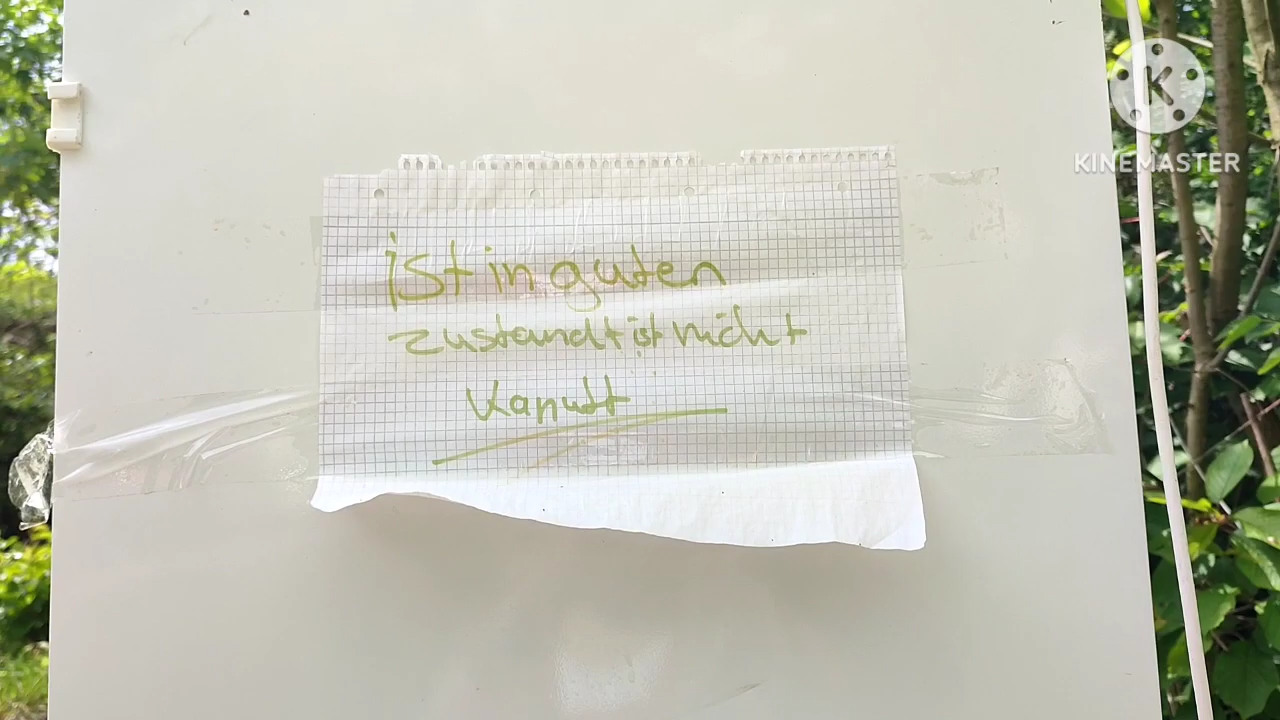 ist in guten
zustandt ist nicht
Kaputt
K
KINEMASTER